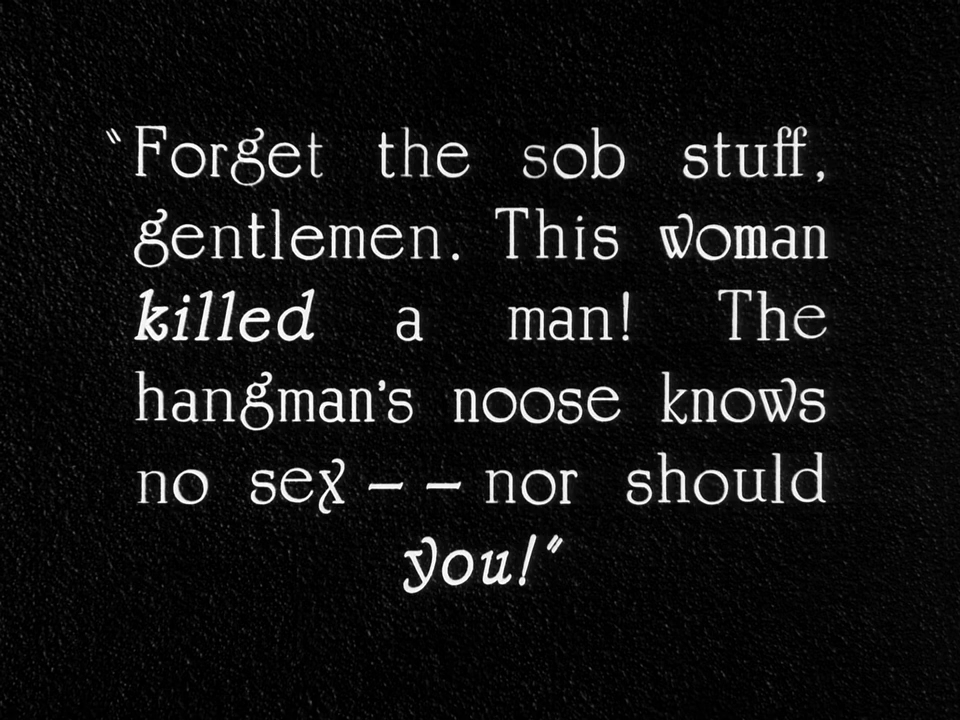 "Forget the sob stuff,
gentlemen. This woman
killed a man! The
hangman's noose knows
no sex -- nor should
you!"